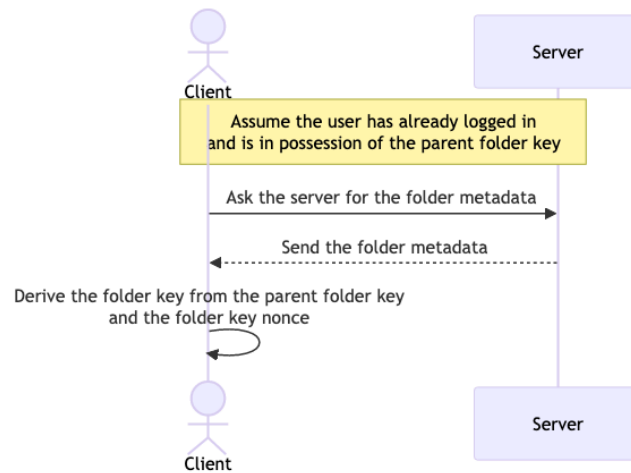 Server
Client
Assume the user has already logged in
and is in possession of the parent folder key
Ask the server for the folder metadata
Send the folder metadata
Derive the folder key from the parent folder key
and the folder key nonce
Server
Client